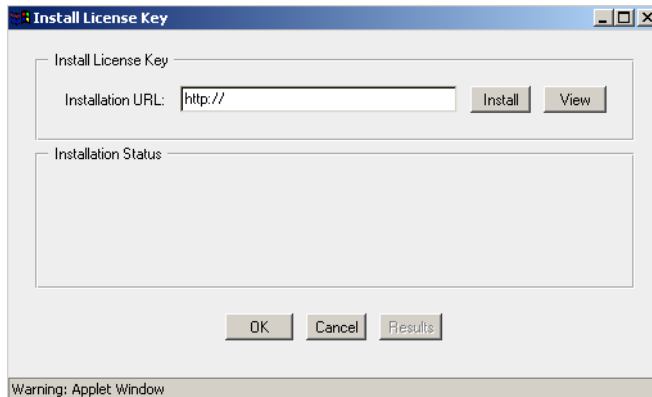 Install License Key
Install License Key
Installation URL: http:// Install View
Installation Status
OK Cancel Results
Warning: Applet Window